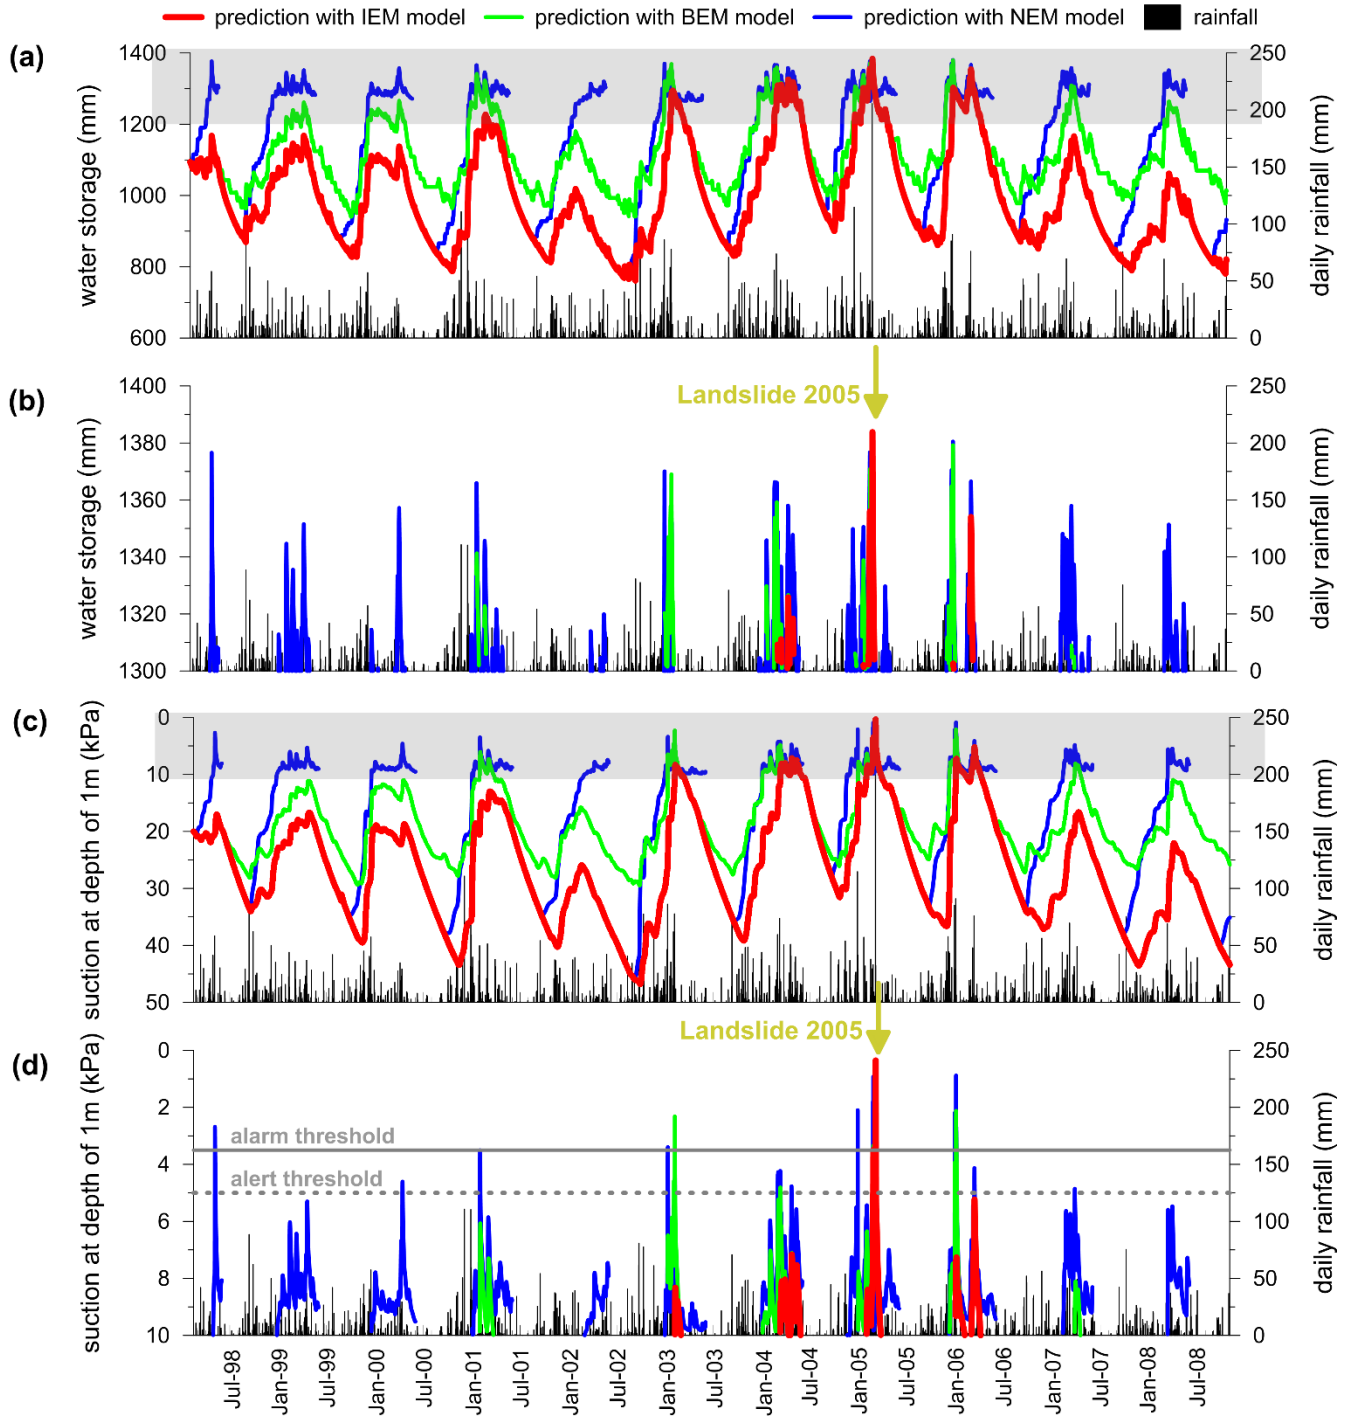 prediction with IEM model prediction with BEM model prediction with NEM model rainfall
(a)
water storage (mm)
1400
1200
1000
800
600
250
200
150
100
50
0
daily rainfall (mm)
(b)
water storage (mm)
1400
1380
1360
1340
1320
1300
Landslide 2005
250
200
150
100
50
0
daily rainfall (mm)
(c)
suction at depth of 1m (kPa)
0
10
20
30
40
50
250
200
150
100
50
0
daily rainfall (mm)
Landslide 2005
(d)
suction at depth of 1m (kPa)
0
2
4
6
8
10
alarm threshold
alert threshold
250
200
150
100
50
0
daily rainfall (mm)
Jul-98 Jan-99 Jul-99 Jan-00 Jul-00 Jan-01 Jul-01 Jan-02 Jul-02 Jan-03 Jul-03 Jan-04 Jul-04 Jan-05 Jul-05 Jan-06 Jul-06 Jan-07 Jul-07 Jan-08 Jul-08